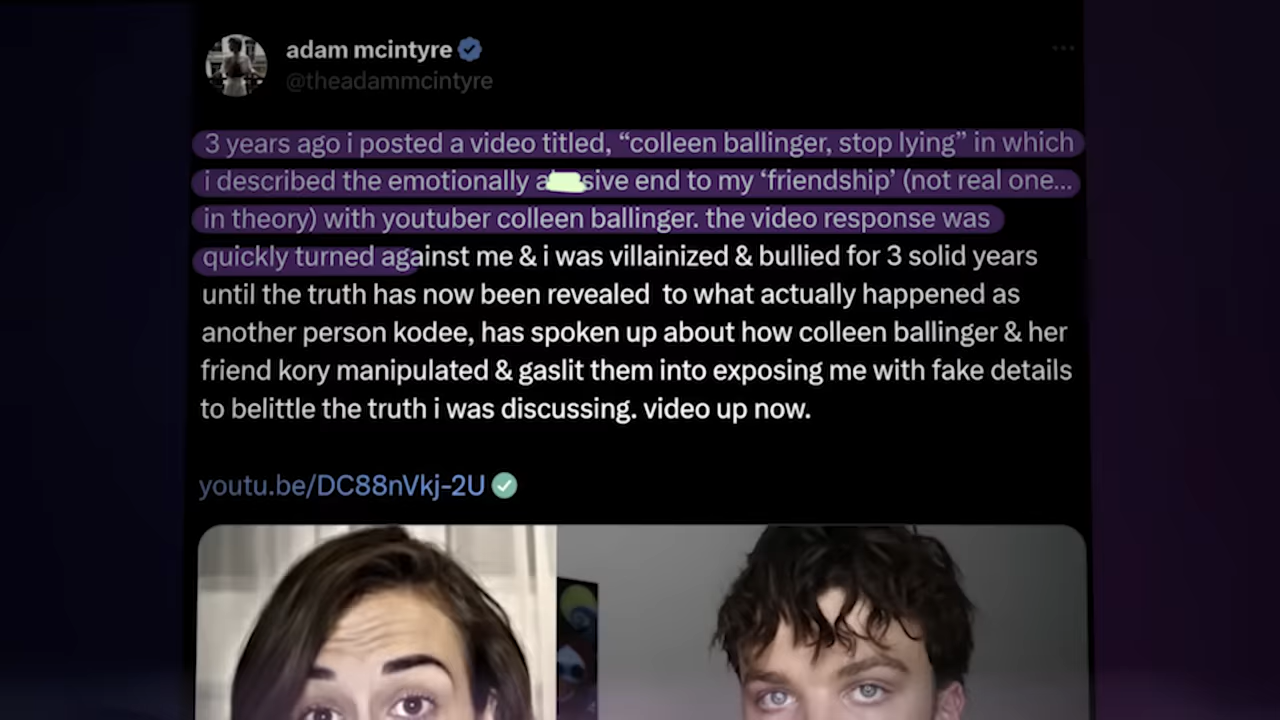 adam mcintyre
@theadammcintyre
3 years ago i posted a video titled, “colleen ballinger, stop lying” in which
i described the emotionally a sive end to my ‘friendship’ (not real one...
in theory) with youtuber colleen ballinger. the video response was
quickly turned against me & i was villainized & bullied for 3 solid years
until the truth has now been revealed to what actually happened as
another person kodee, has spoken up about how colleen ballinger & her
friend kory manipulated & gaslit them into exposing me with fake details
to belittle the truth i was discussing. video up now.
youtu.be/DC88nVkj-2U